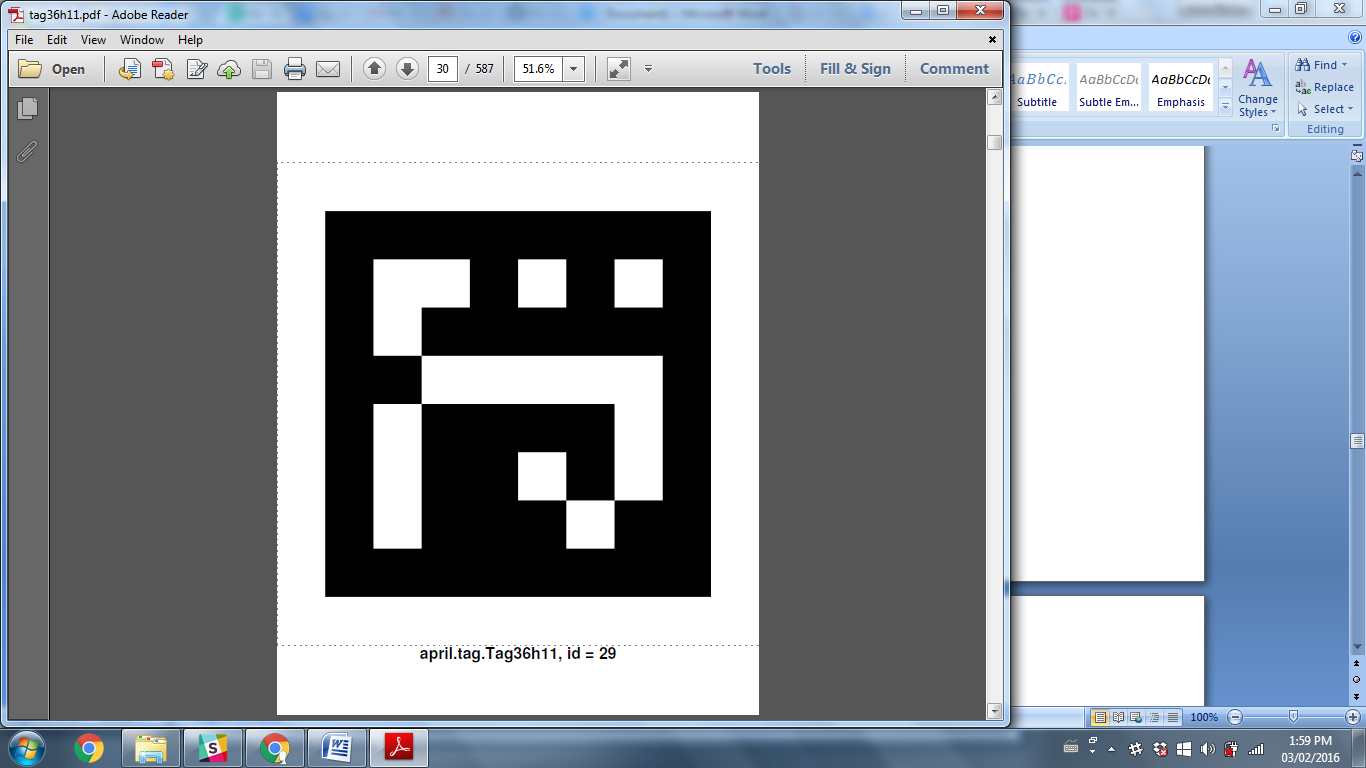 tag36h11.pdf - Adobe Reader
File Edit View Window Help
Open 30 / 587 51.6% Tools Fill & Sign Comment
april.tag.Tag36h11, id = 29
AaBbCc AaBbCcDc AaBbCcDc
Subtitle Subtle Em... Emphasis
Change Styles
Find
Replace
Select
Editing
100%
1:59 PM
03/02/2016